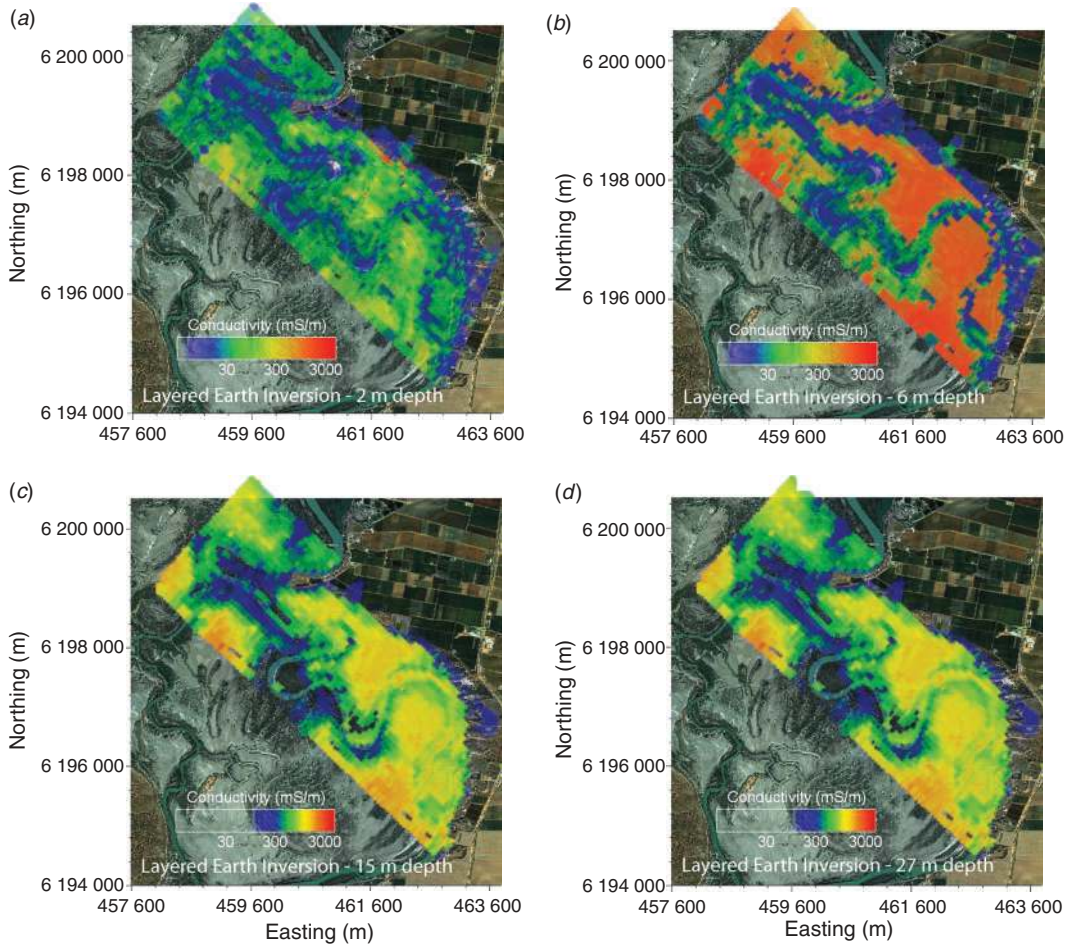 (a)
(b)
6 200 000
6 198 000
6 196 000
6 194 000
Northing (m)
Conductivity (mS/m)
30 300 3000
Layered Earth Inversion - 2 m depth
457 600 459 600 461 600 463 600
6 200 000
6 198 000
6 196 000
6 194 000
Northing (m)
Conductivity (mS/m)
30 300 3000
Layered Earth Inversion - 6 m depth
457 600 459 600 461 600 463 600
(c)
(d)
6 200 000
6 198 000
6 196 000
6 194 000
Northing (m)
Conductivity (mS/m)
30 300 3000
Layered Earth Inversion - 15 m depth
457 600 459 600 461 600 463 600
Easting (m)
6 200 000
6 198 000
6 196 000
6 194 000
Northing (m)
Conductivity (mS/m)
30 300 3000
Layered Earth Inversion - 27 m depth
457 600 459 600 461 600 463 600
Easting (m)